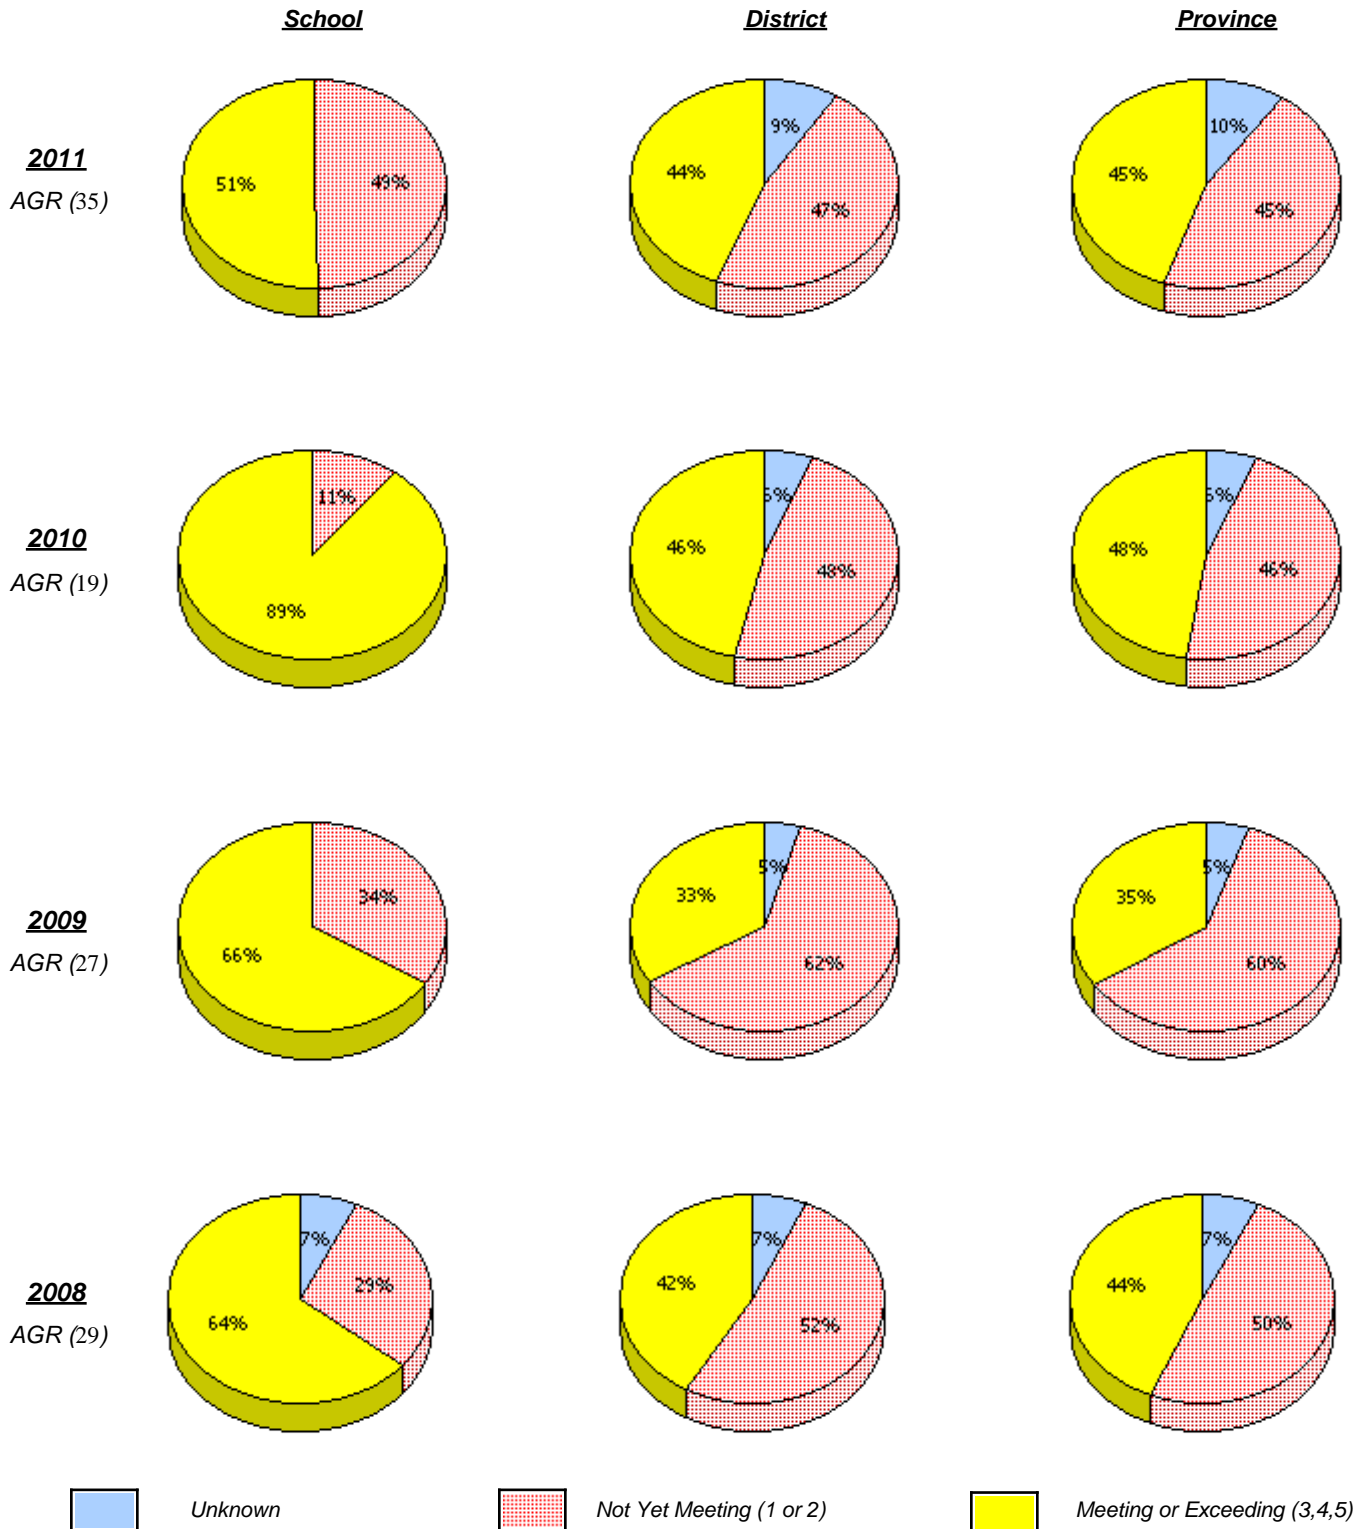 School District Province
9% 10%
2011
51% 49% 44% 47% 45% 45%
AGR (35)
11%
2010
46% 48% 48% 46%
AGR (19)
89%
5% 5%
34% 33% 35%
2009
66% 62% 60%
AGR (27)
7% 7% 7%
2008
29% 42% 44%
64% 52% 50%
AGR (29)
Unknown Not Yet Meeting (1 or 2) Meeting or Exceeding (3,4,5)